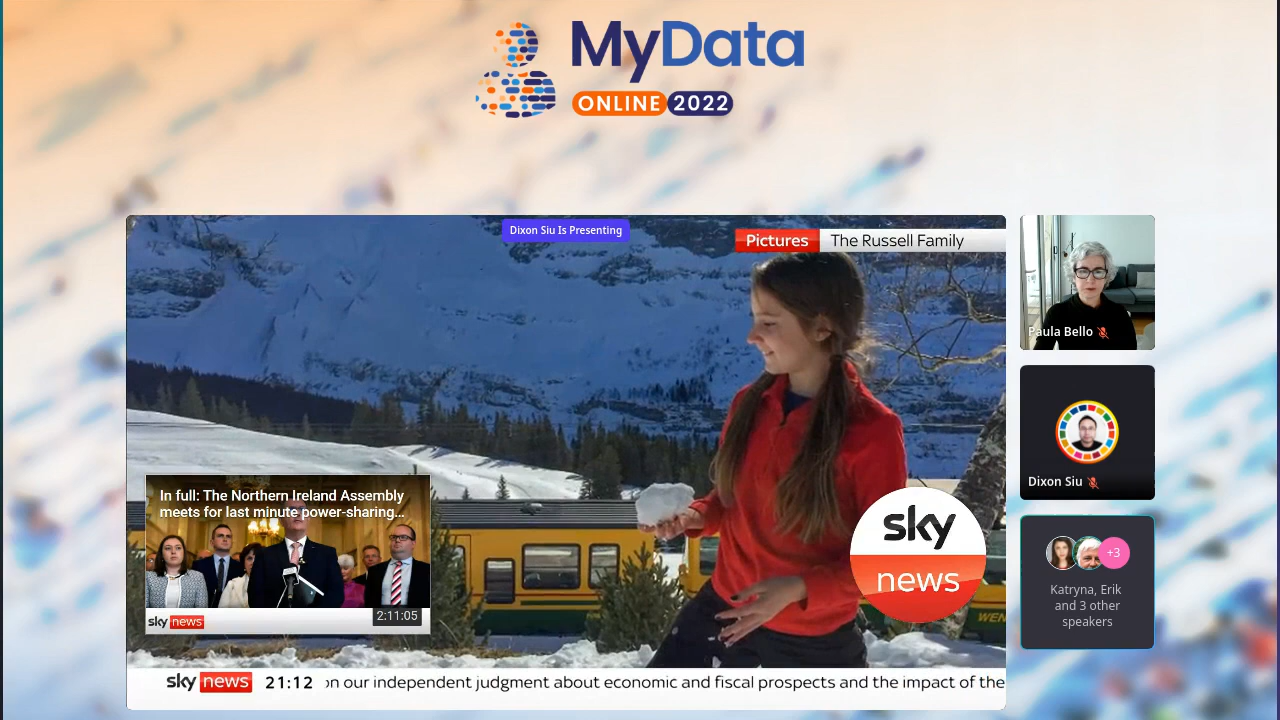 MyData
ONLINE 2022
Dixon Siu Is Presenting
Pictures The Russell Family
In full: The Northern Ireland Assembly
meets for last minute power-sharing...
sky news
2:11:05
sky
news
WEN
sky news 21:12 on our independent judgment about economic and fiscal prospects and the impact of the
Paula Bello
Dixon Siu
+3
Katryna, Erik
and 3 other
speakers